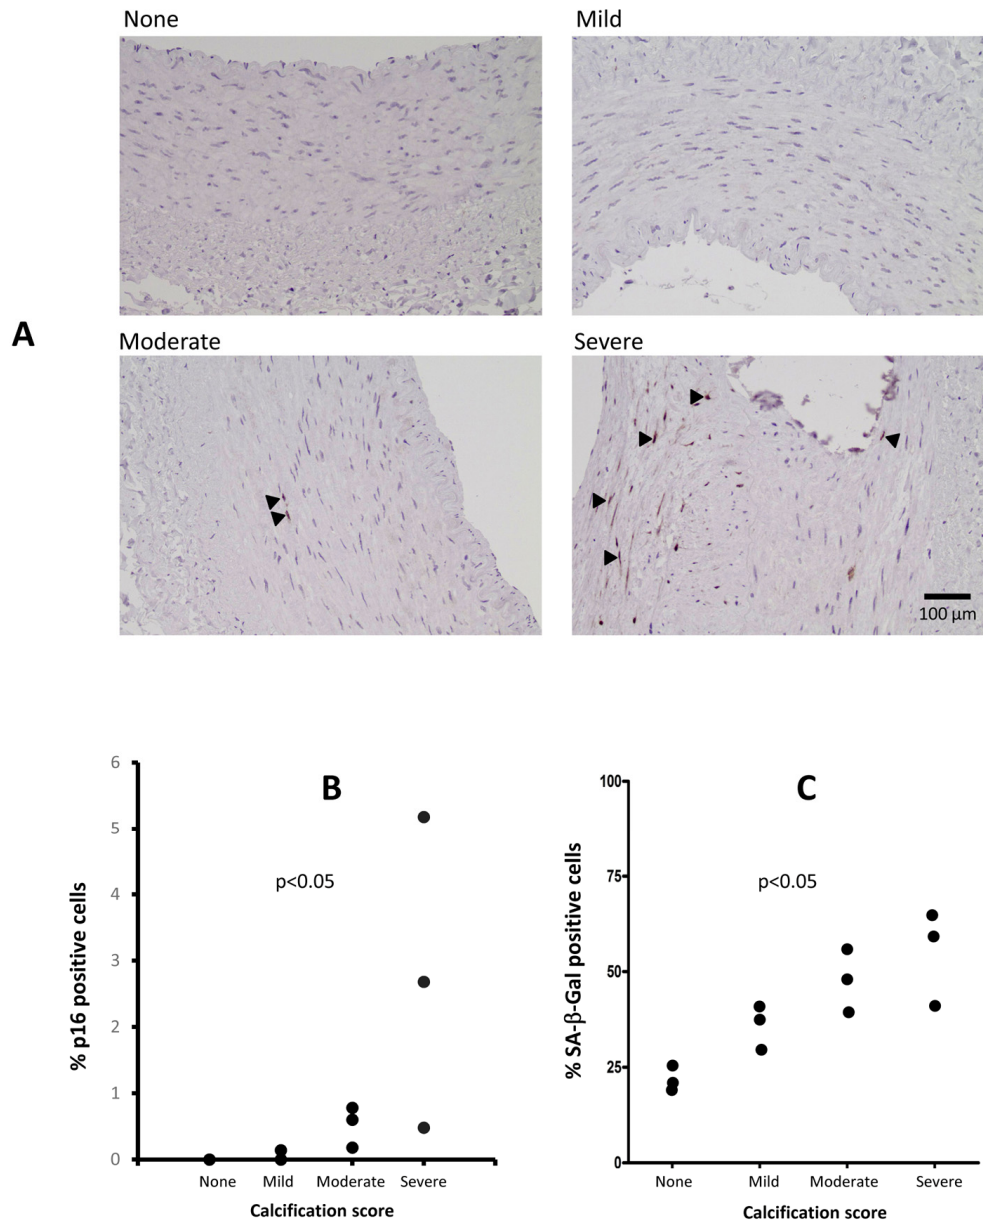 None
Mild
A
Moderate
Severe
100 µm
B
6
5
4
3
2
1
0
% p16 positive cells
p<0.05
None Mild Moderate Severe
Calcification score
C
100
75
50
25
0
% SA-β-Gal positive cells
p<0.05
None Mild Moderate Severe
Calcification score